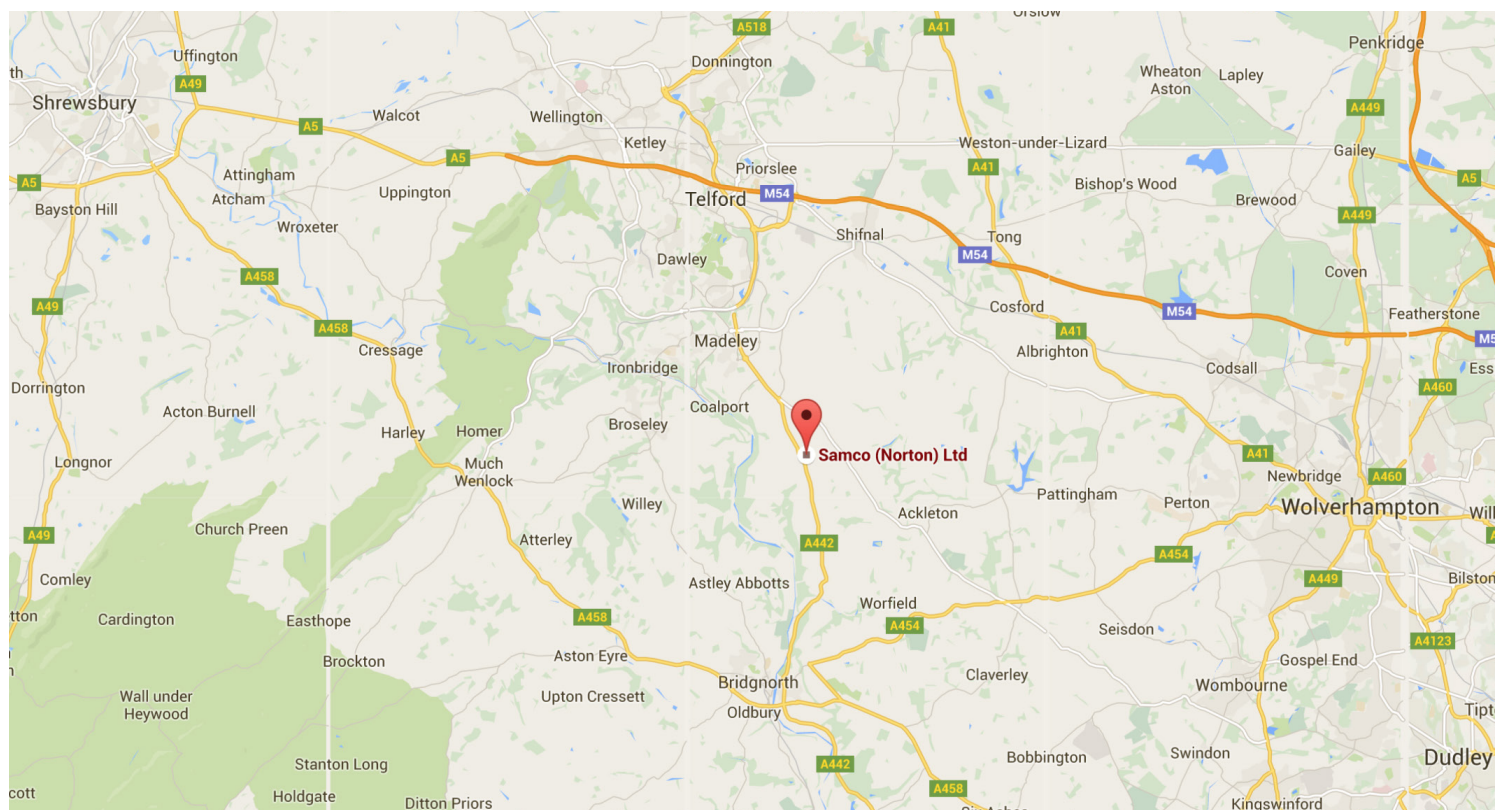 Orslow
A518
A41
Penkridge
Uffington
Donnington
Wheaton
Aston
Lapley
th
A49
Shrewsbury
Walcot
Wellington
A449
A5
Ketley
Weston-under-Lizard
Gailey
A5
Priorslee
A41
Attingham
A5
Uppington
Bishop's Wood
A5
Atcham
Telford
M54
Brewood
Bayston Hill
A449
Wroxeter
Shifnal
Tong
Dawley
M54
Coven
A458
A49
Cosford
M54
Featherstone
A458
Madeley
A41
M5
Cressage
Albrighton
Ironbridge
Codsall
Ess
Dorrington
A460
Acton Burnell
Coalport
Harley
Homer
Broseley
Longnor
Much
Wenlock
Samco (Norton) Ltd
A41
Newbridge
A460
Pattingham
Perton
Willey
Wolverhampton
Will
Church Preen
Ackleton
A49
Atterley
A442
A454
A
Comley
Astley Abbotts
A449
Bilston
tton
Cardington
Easthope
A458
Worfield
A454
Seisdon
A4123
n
Brockton
Aston Eyre
Gospel End
Wall under
Heywood
Upton Cressett
Bridgnorth
Claverley
Wombourne
Oldbury
Tipt
Stanton Long
A442
Bobbington
Swindon
Dudley
cott
Holdgate
Ditton Priors
A458
Kingswinford